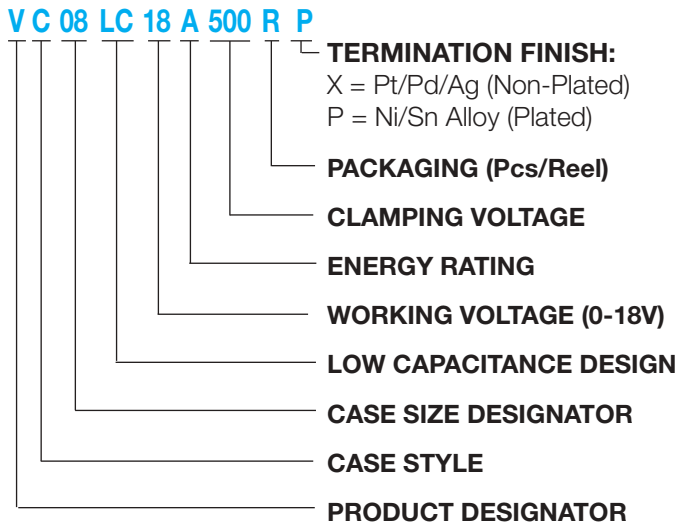 V C 08 LC 18 A 500 R P
TERMINATION FINISH:
X = Pt/Pd/Ag (Non-Plated)
P = Ni/Sn Alloy (Plated)
PACKAGING (Pcs/Reel)
CLAMPING VOLTAGE
ENERGY RATING
WORKING VOLTAGE (0-18V)
LOW CAPACITANCE DESIGN
CASE SIZE DESIGNATOR
CASE STYLE
PRODUCT DESIGNATOR